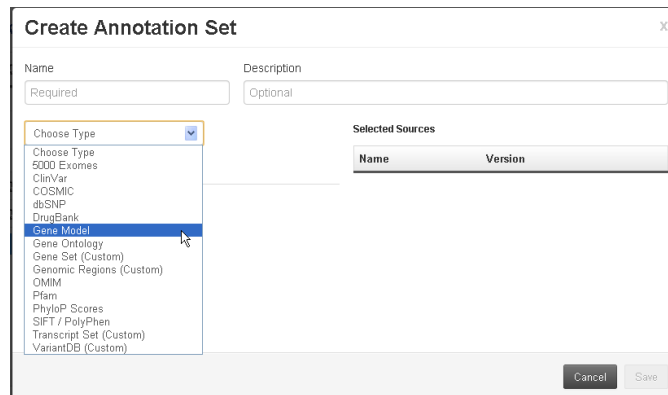 Create Annotation Set
X
Name Description
Required Optional
Choose Type Selected Sources
Name Version
Choose Type
5000 Exomes
ClinVar
COSMIC
dbSNP
DrugBank
Gene Model
Gene Ontology
Gene Set (Custom)
Genomic Regions (Custom)
OMIM
Pfam
PhyloP Scores
SIFT / PolyPhen
Transcript Set (Custom)
VariantDB (Custom)
Cancel Save